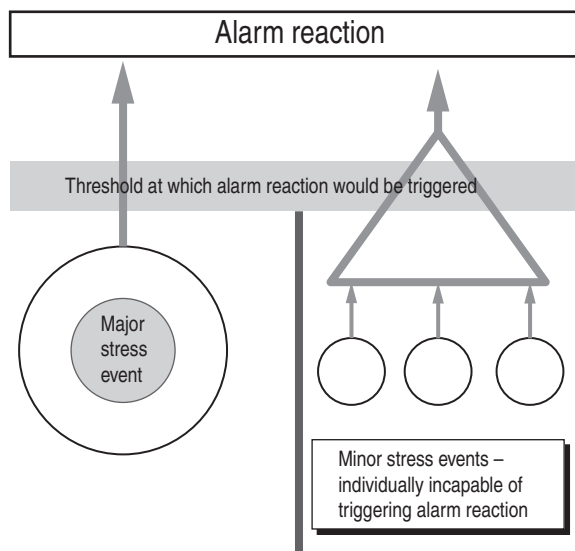 Alarm reaction
Threshold at which alarm reaction would be triggered
Major
stress
event
Minor stress events –
individually incapable of
triggering alarm reaction